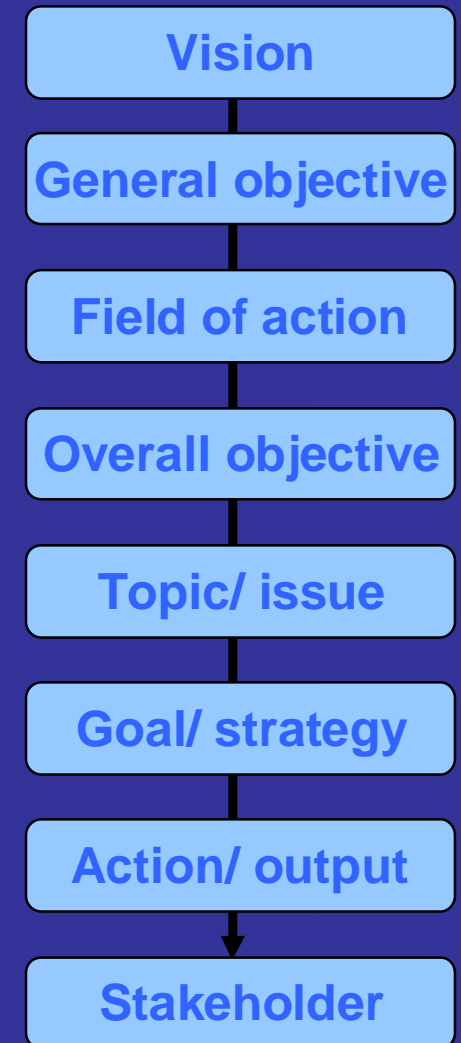 Vision
General objective
Field of action
Overall objective
Topic/ issue
Goal/ strategy
Action/ output
Stakeholder